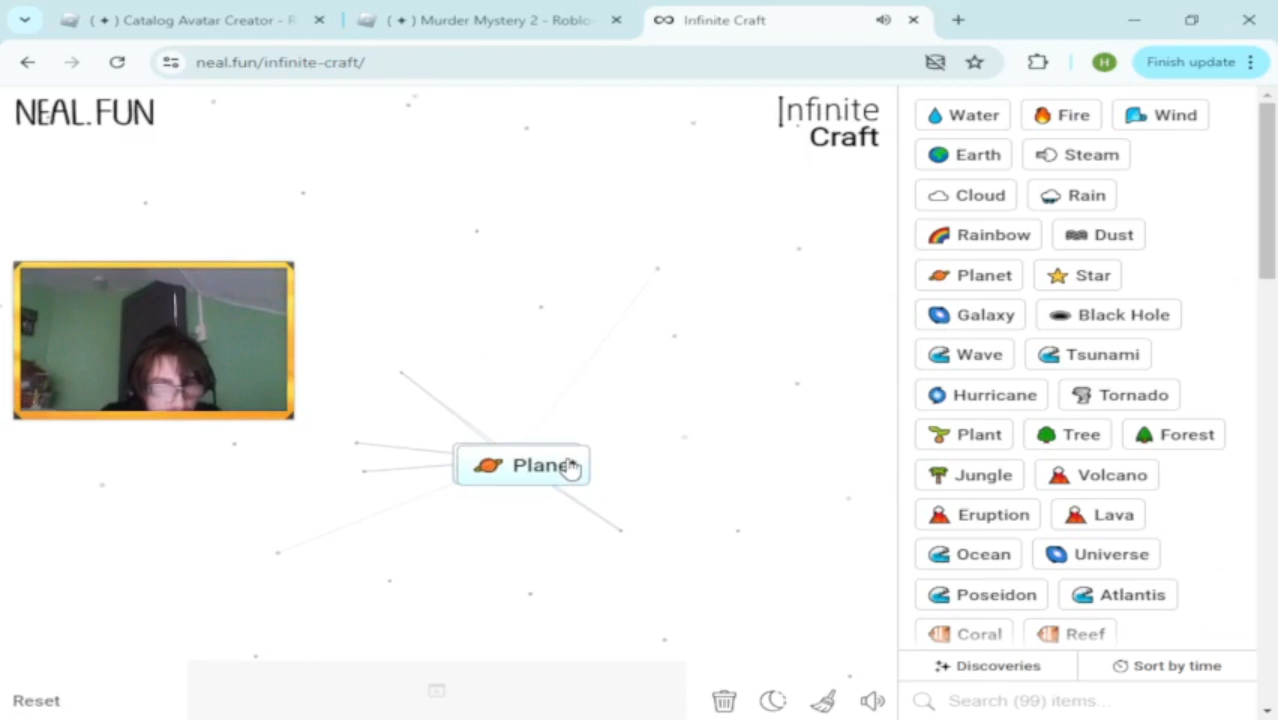 ( ✦ ) Catalog Avatar Creator - R
( ✦ ) Murder Mystery 2 - Roblo
Infinite Craft
neal.fun/infinite-craft/
H
Finish update
NEAL.FUN
Infinite
Craft
Water
Fire
Wind
Earth
Steam
Cloud
Rain
Rainbow
Dust
Planet
Star
Galaxy
Black Hole
Wave
Tsunami
Hurricane
Tornado
Plant
Tree
Forest
Planet
Jungle
Volcano
Eruption
Lava
Ocean
Universe
Poseidon
Atlantis
Coral
Reef
Discoveries
Sort by time
Reset
Search (99) items...